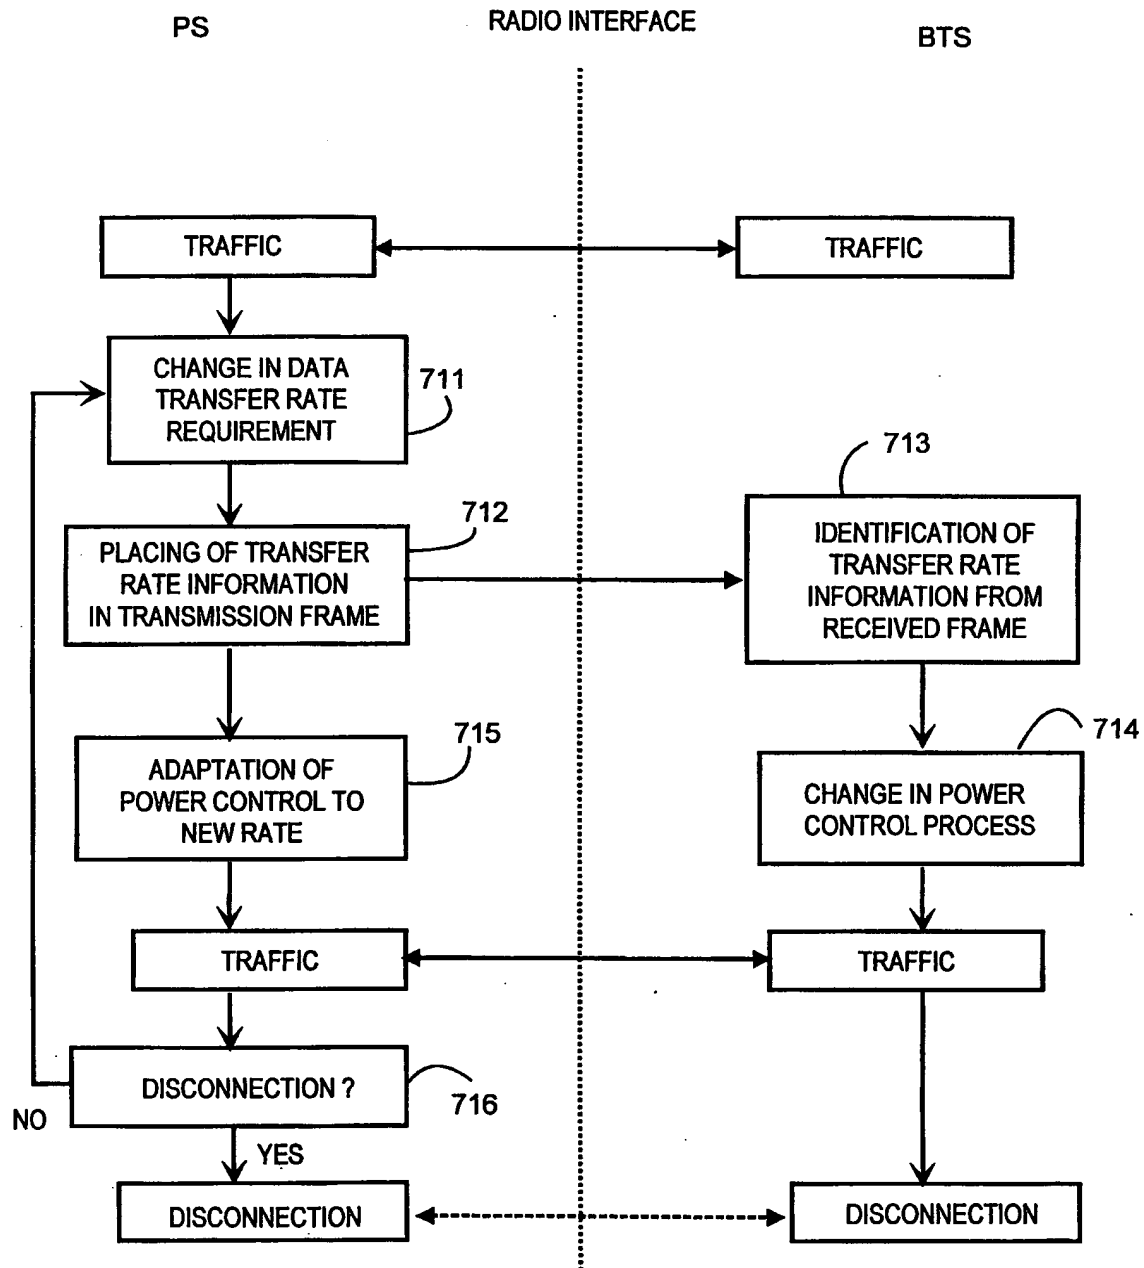 PS
RADIO INTERFACE
BTS
TRAFFIC
TRAFFIC
CHANGE IN DATA
TRANSFER RATE
REQUIREMENT
711
713
PLACING OF TRANSFER
RATE INFORMATION
IN TRANSMISSION FRAME
712
IDENTIFICATION OF
TRANSFER RATE
INFORMATION FROM
RECEIVED FRAME
ADAPTATION OF
POWER CONTROL TO
NEW RATE
715
714
CHANGE IN POWER
CONTROL PROCESS
TRAFFIC
TRAFFIC
DISCONNECTION ?
716
NO
YES
DISCONNECTION
DISCONNECTION